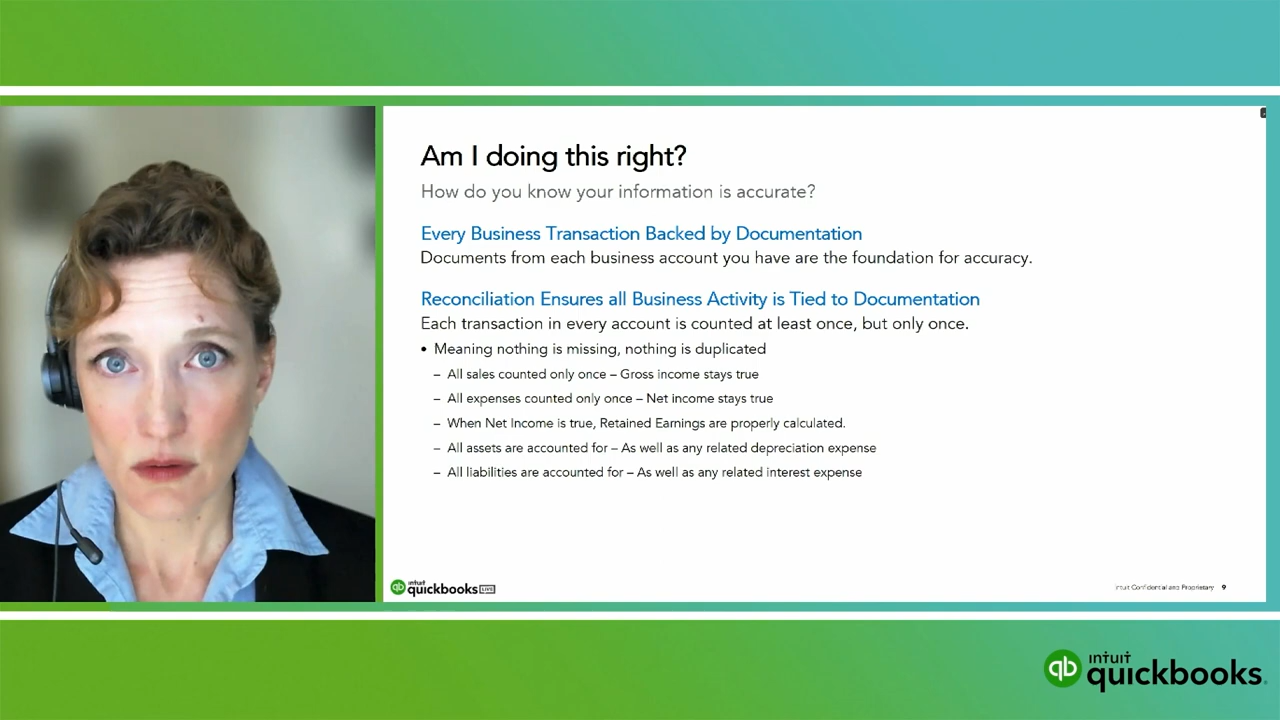 Am I doing this right?
How do you know your information is accurate?
Every Business Transaction Backed by Documentation
Documents from each business account you have are the foundation for accuracy.
Reconciliation Ensures all Business Activity is Tied to Documentation
Each transaction in every account is counted at least once, but only once.
• Meaning nothing is missing, nothing is duplicated
– All sales counted only once – Gross income stays true
– All expenses counted only once – Net income stays true
– When Net Income is true, Retained Earnings are properly calculated.
– All assets are accounted for – As well as any related depreciation expense
– All liabilities are accounted for – As well as any related interest expense
qb intuit quickbooks LIVE
Intuit Confidential and Proprietary 9
qb intuit quickbooks.